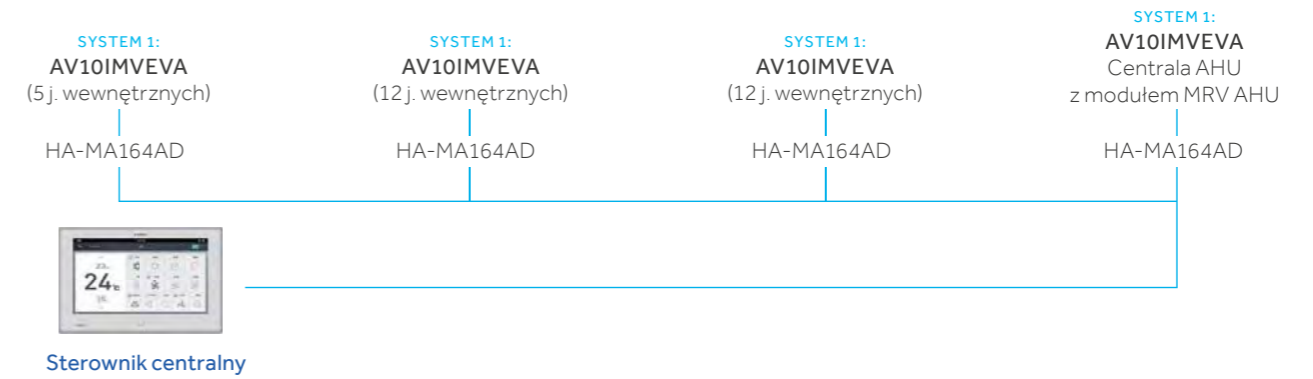 SYSTEM 1:
AV10IMVEVA
(5 j. wewnętrznych)
HA-MA164AD
SYSTEM 1:
AV10IMVEVA
(12 j. wewnętrznych)
HA-MA164AD
SYSTEM 1:
AV10IMVEVA
(12 j. wewnętrznych)
HA-MA164AD
SYSTEM 1:
AV10IMVEVA
Centrala AHU
z modułem MRV AHU
HA-MA164AD
24
Sterownik centralny